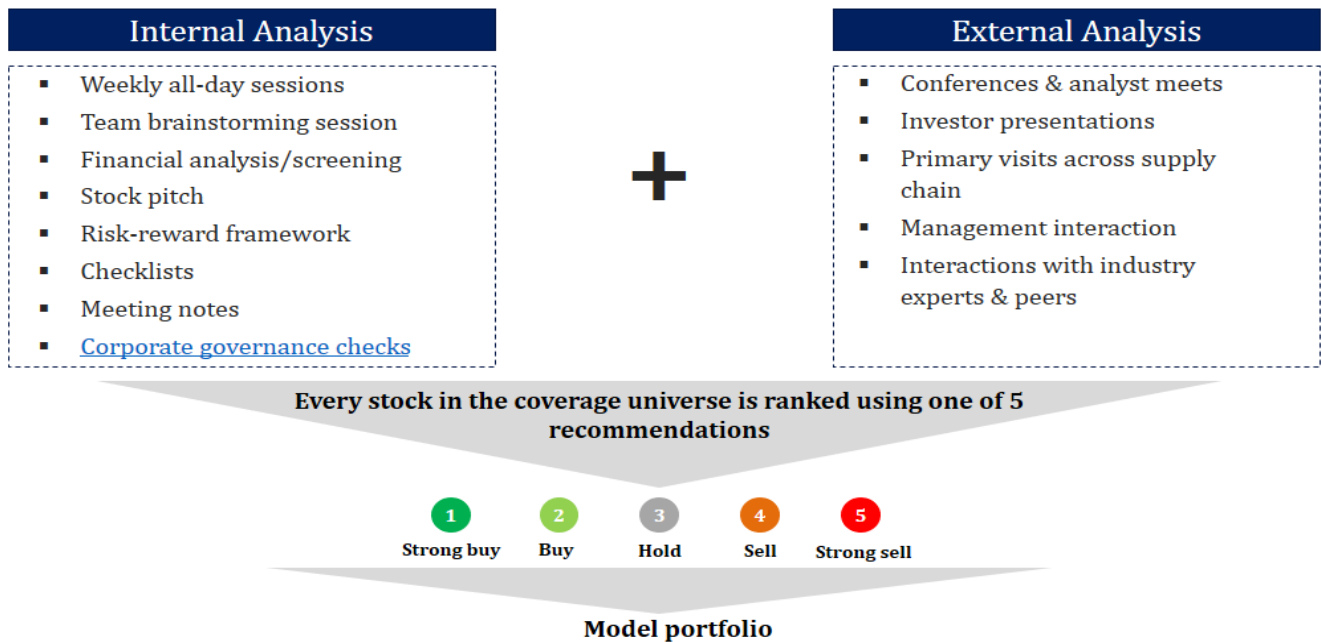 Internal Analysis
▪ Weekly all-day sessions
▪ Team brainstorming session
▪ Financial analysis/screening
▪ Stock pitch
▪ Risk-reward framework
▪ Checklists
▪ Meeting notes
▪ Corporate governance checks
+
External Analysis
▪ Conferences & analyst meets
▪ Investor presentations
▪ Primary visits across supply
chain
▪ Management interaction
▪ Interactions with industry
experts & peers
Every stock in the coverage universe is ranked using one of 5
recommendations
1 2 3 4 5
Strong buy Buy Hold Sell Strong sell
Model portfolio